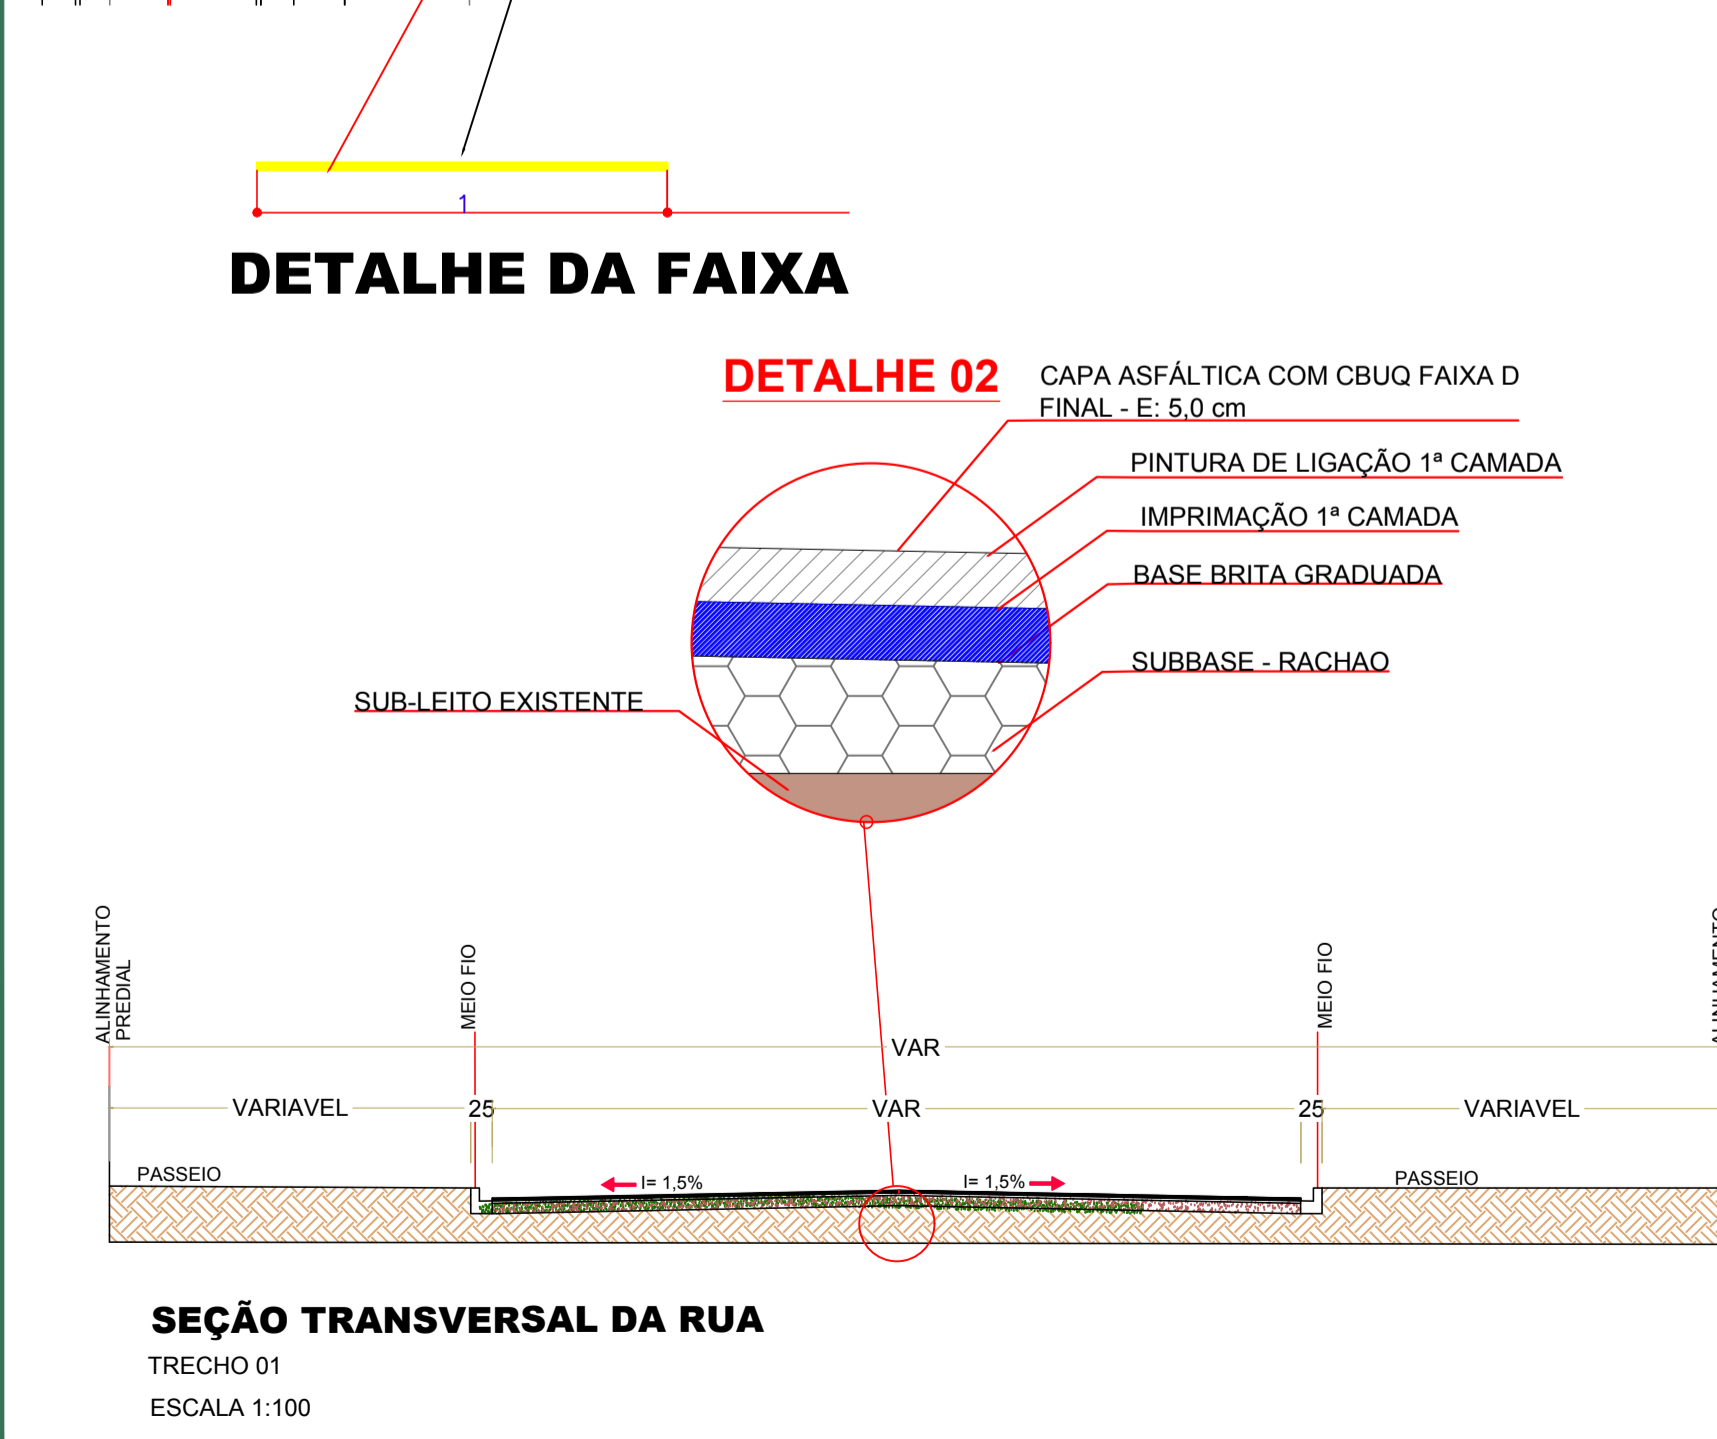 1
DETALHE DA FAIXA
DETALHE 02
CAPA ASFÁLTICA COM CBUQ FAIXA D
FINAL - E: 5,0 cm
PINTURA DE LIGAÇÃO 1ª CAMADA
IMPRIMAÇÃO 1ª CAMADA
BASE BRITA GRADUADA
SUBBASE - RACHAO
SUB-LEITO EXISTENTE
ALINHAMENTO
PREDIAL
MEIO FIO
MEIO FIO
ALINHAMENTO
VAR
VARIAVEL
25
VAR
25
VARIAVEL
PASSEIO
I= 1,5%
I= 1,5%
PASSEIO
SEÇÃO TRANSVERSAL DA RUA
TRECHO 01
ESCALA 1:100